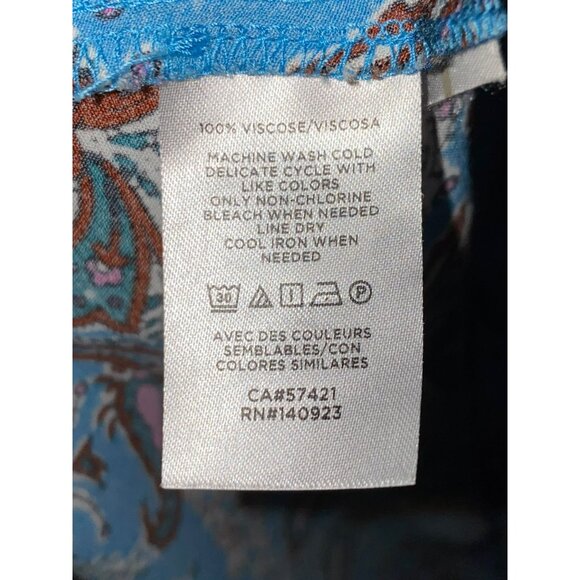 100% VISCOSE/VISCOSA
MACHINE WASH COLD
DELICATE CYCLE WITH
LIKE COLORS
ONLY NON-CHLORINE
BLEACH WHEN NEEDED
LINE DRY
COOL IRON WHEN
NEEDED
30 P
AVEC DES COULEURS
SEMBLABLES/CON
COLORES SIMILARES
CA#57421
RN#140923